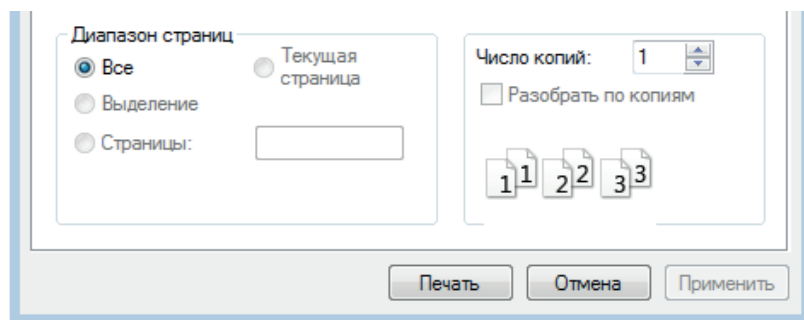 Диапазон страниц
Все
Текущая
страница
Выделение
Страницы:
Число копий: 1
Разобрать по копиям
1 1 2 2 3 3
Печать Отмена Применить